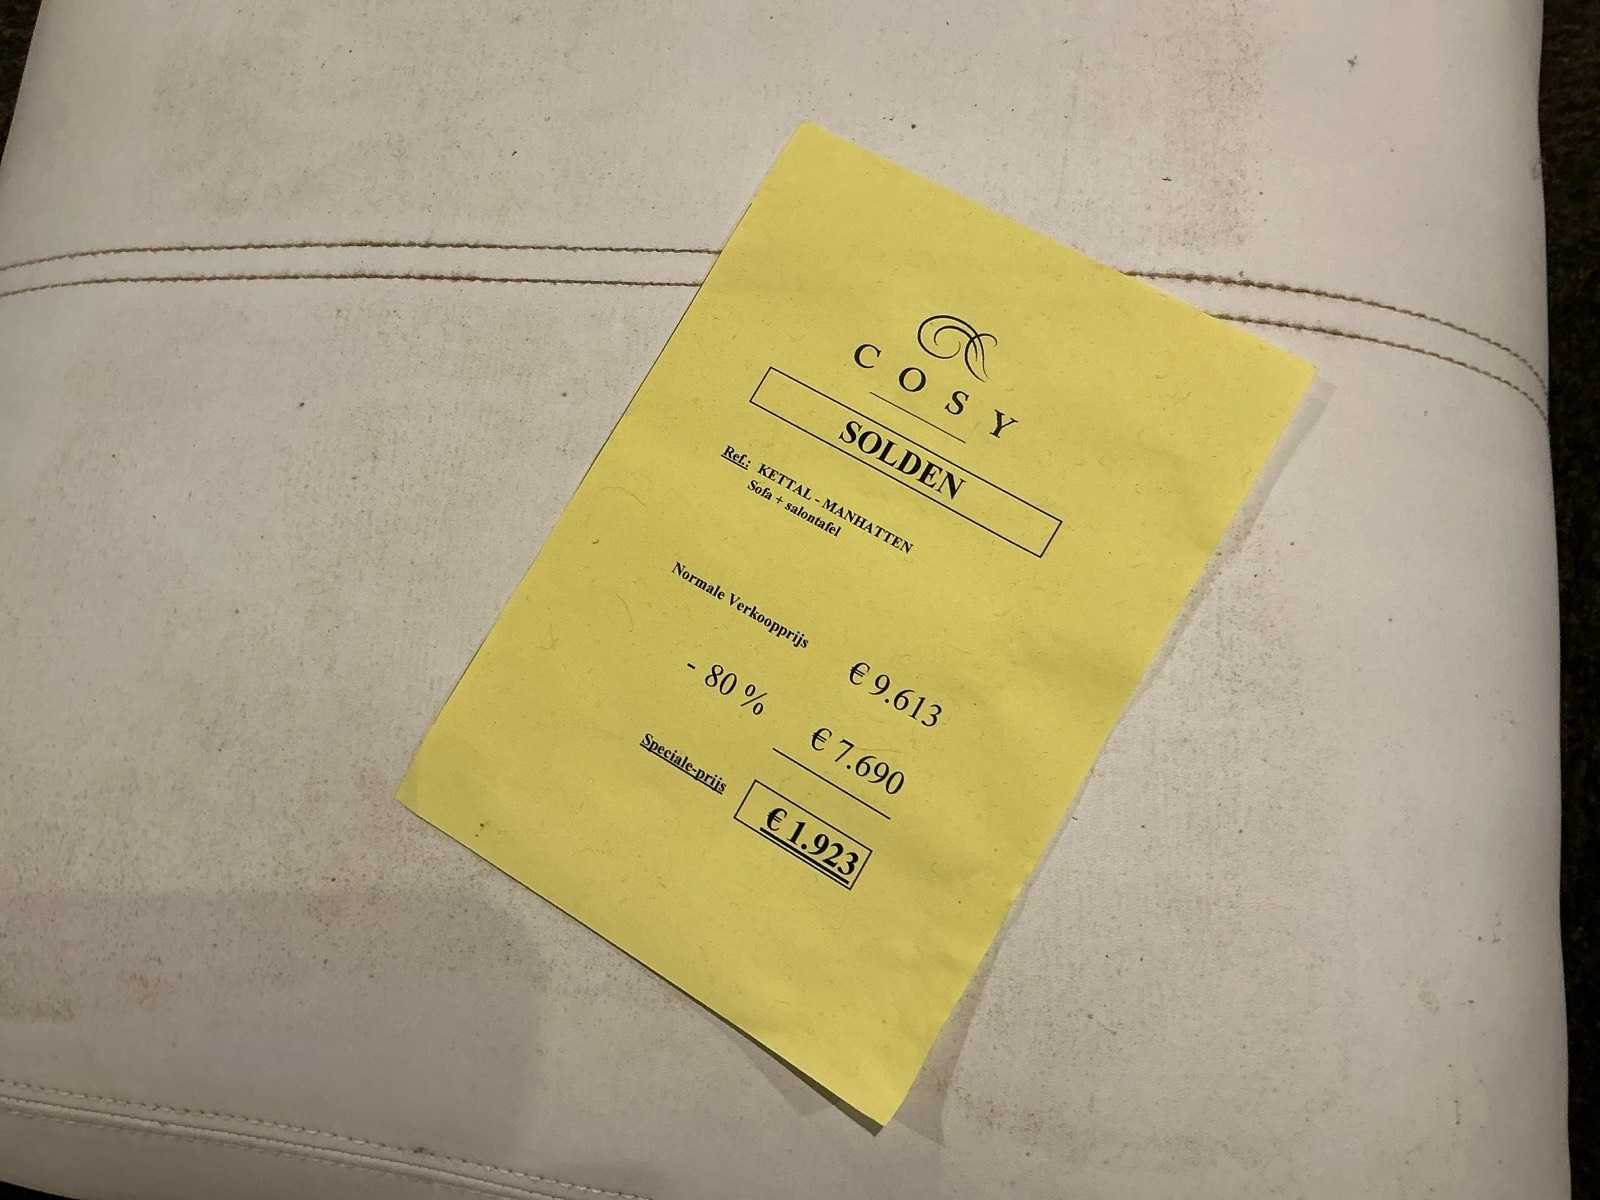 COSY
SOLDEN
Ref.: KETTAL - MANHATTEN
Sofa + salontafel
Normale Verkoopprijs € 9.613
- 80 % € 7.690
Speciale-prijs € 1.923